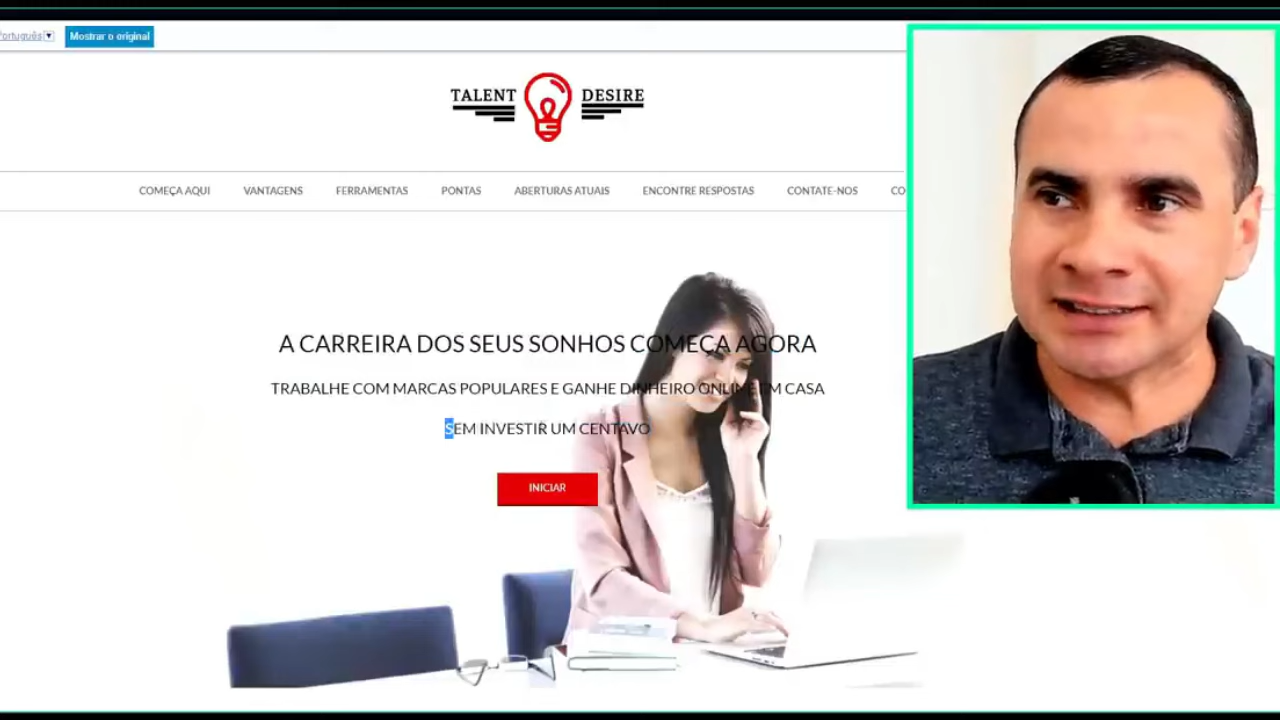 Português
Mostrar o original
TALENT DESIRE
COMEÇA AQUI VANTAGENS FERRAMENTAS PONTAS ABERTURAS ATUAIS ENCONTRE RESPOSTAS CONTATE-NOS CO
A CARREIRA DOS SEUS SONHOS COMEÇA AGORA
TRABALHE COM MARCAS POPULARES E GANHE DINHEIRO ONLINE EM CASA
SEM INVESTIR UM CENTAVO
INICIAR